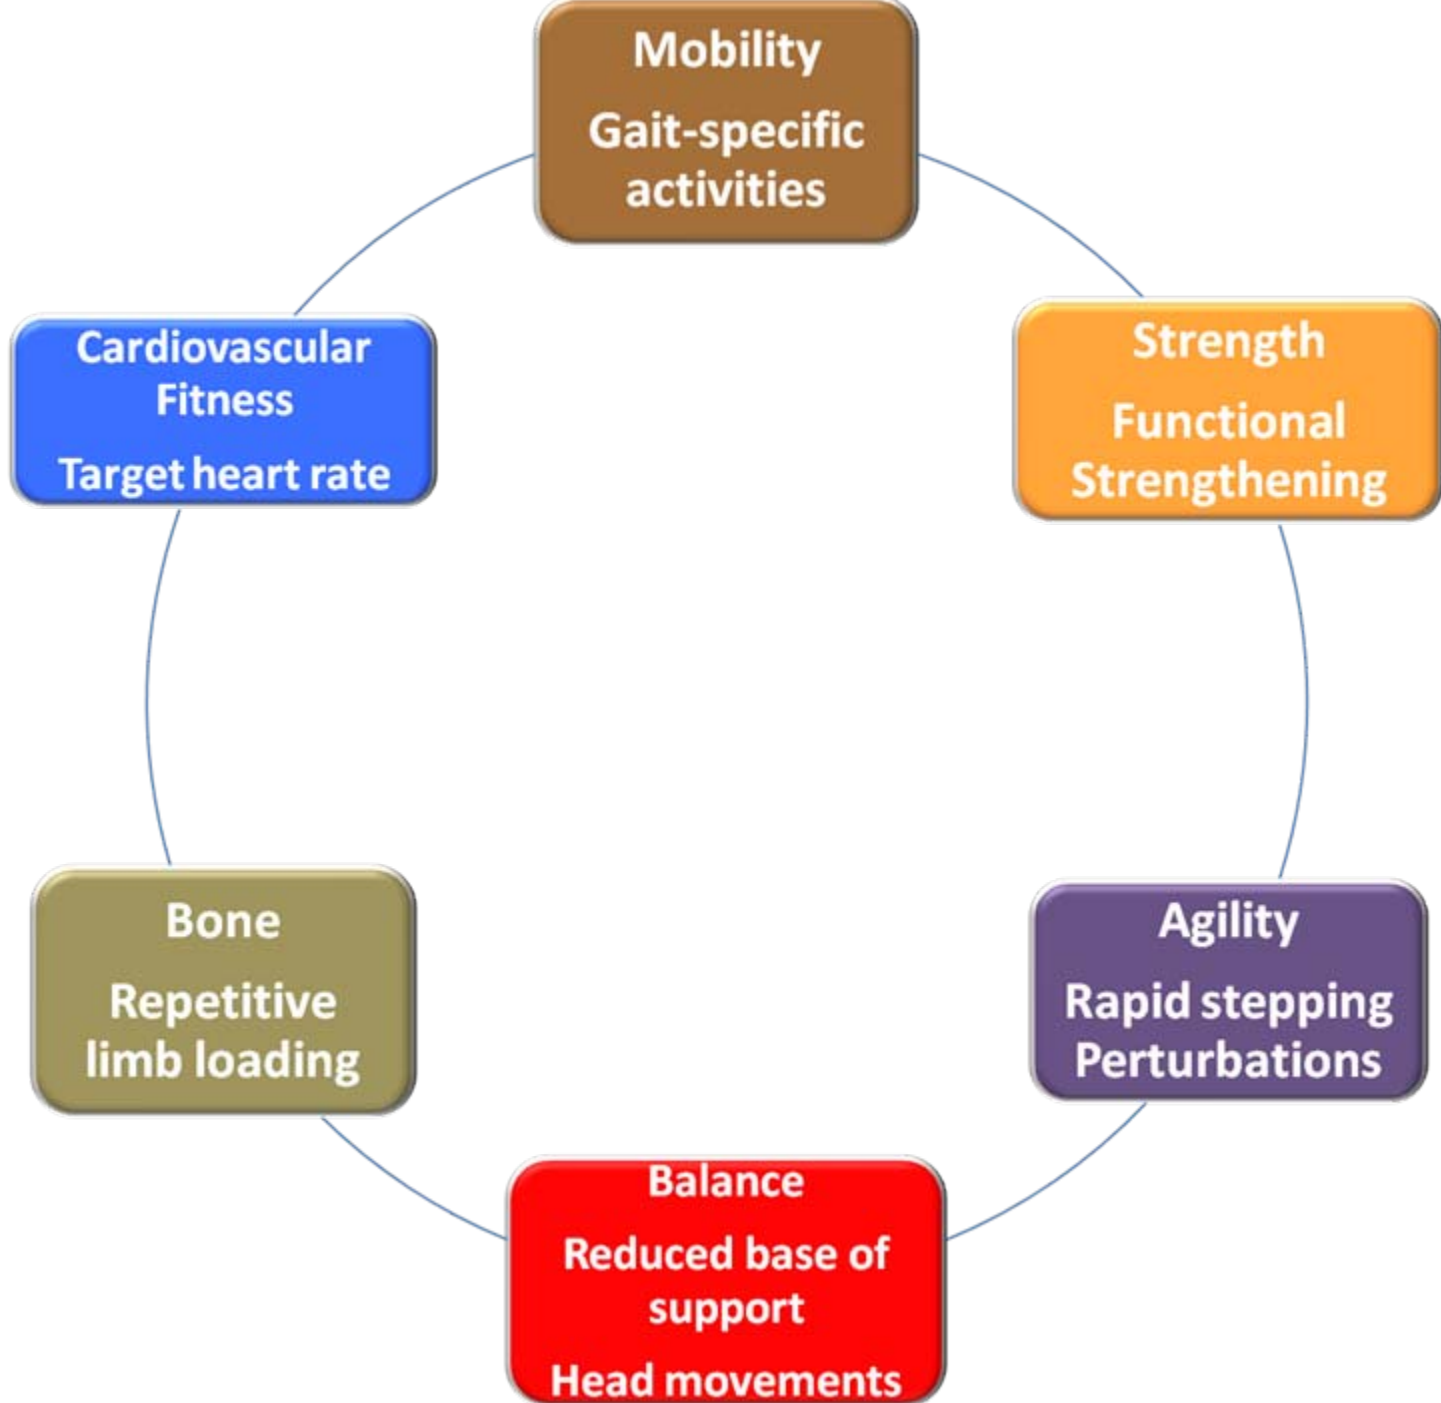 Mobility
Gait-specific
activities
Strength
Functional
Strengthening
Agility
Rapid stepping
Perturbations
Balance
Reduced base of
support
Head movements
Bone
Repetitive
limb loading
Cardiovascular
Fitness
Target heart rate